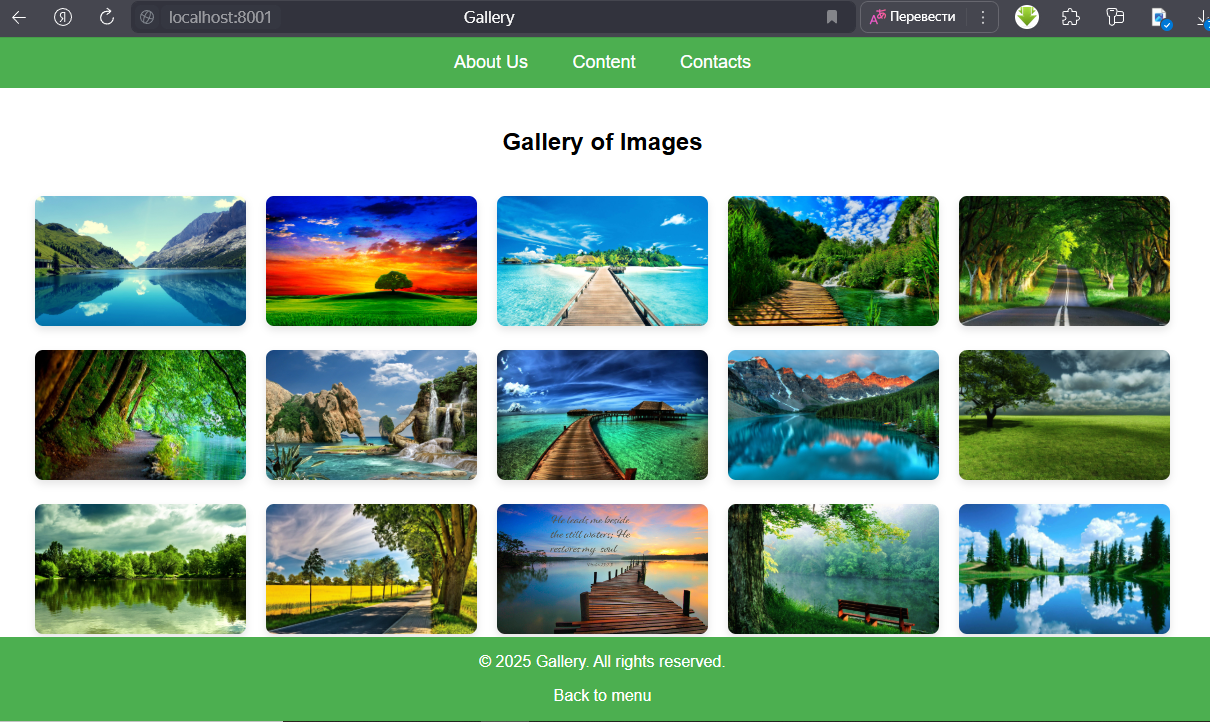 localhost:8001 Gallery Перевести
About Us Content Contacts
Gallery of Images
He leads me beside
the still waters; He
restores my soul
© 2025 Gallery. All rights reserved.
Back to menu